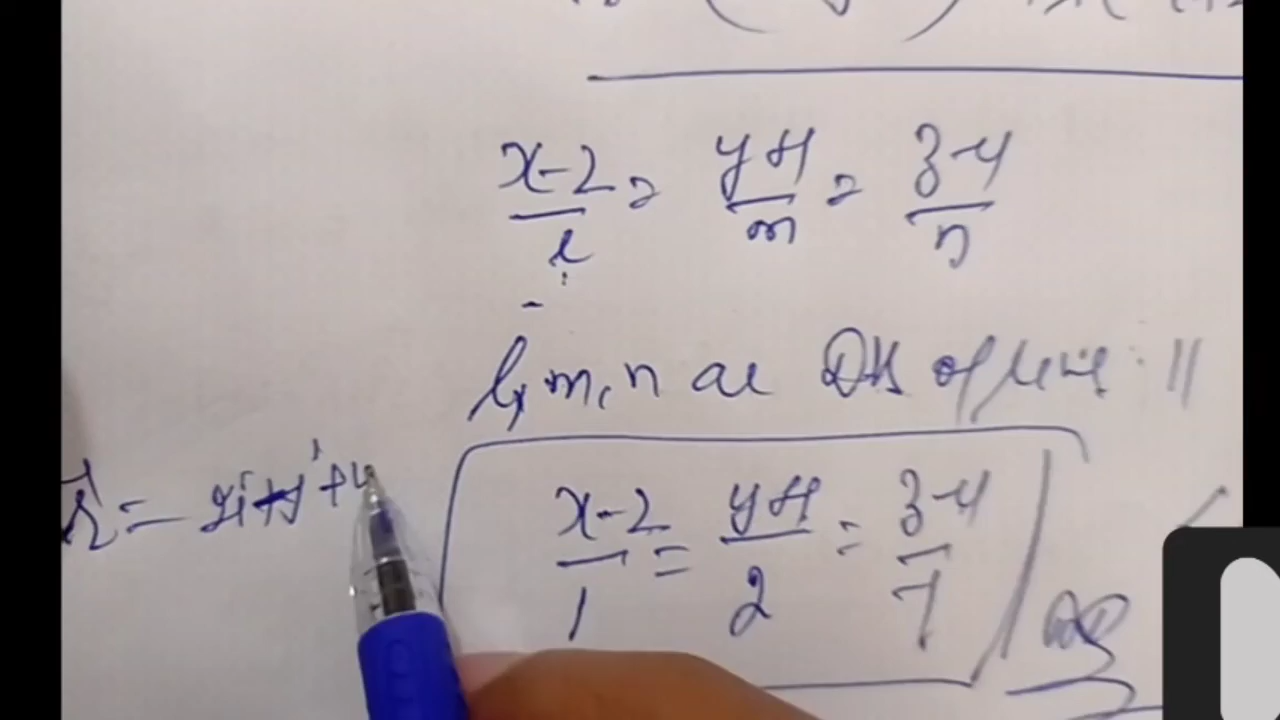 x-2/l = y+1/m = z-4/n
l, m, n are DRs of line
x-2/1 = y+1/2 = z-4/7
r = 2i+j+4